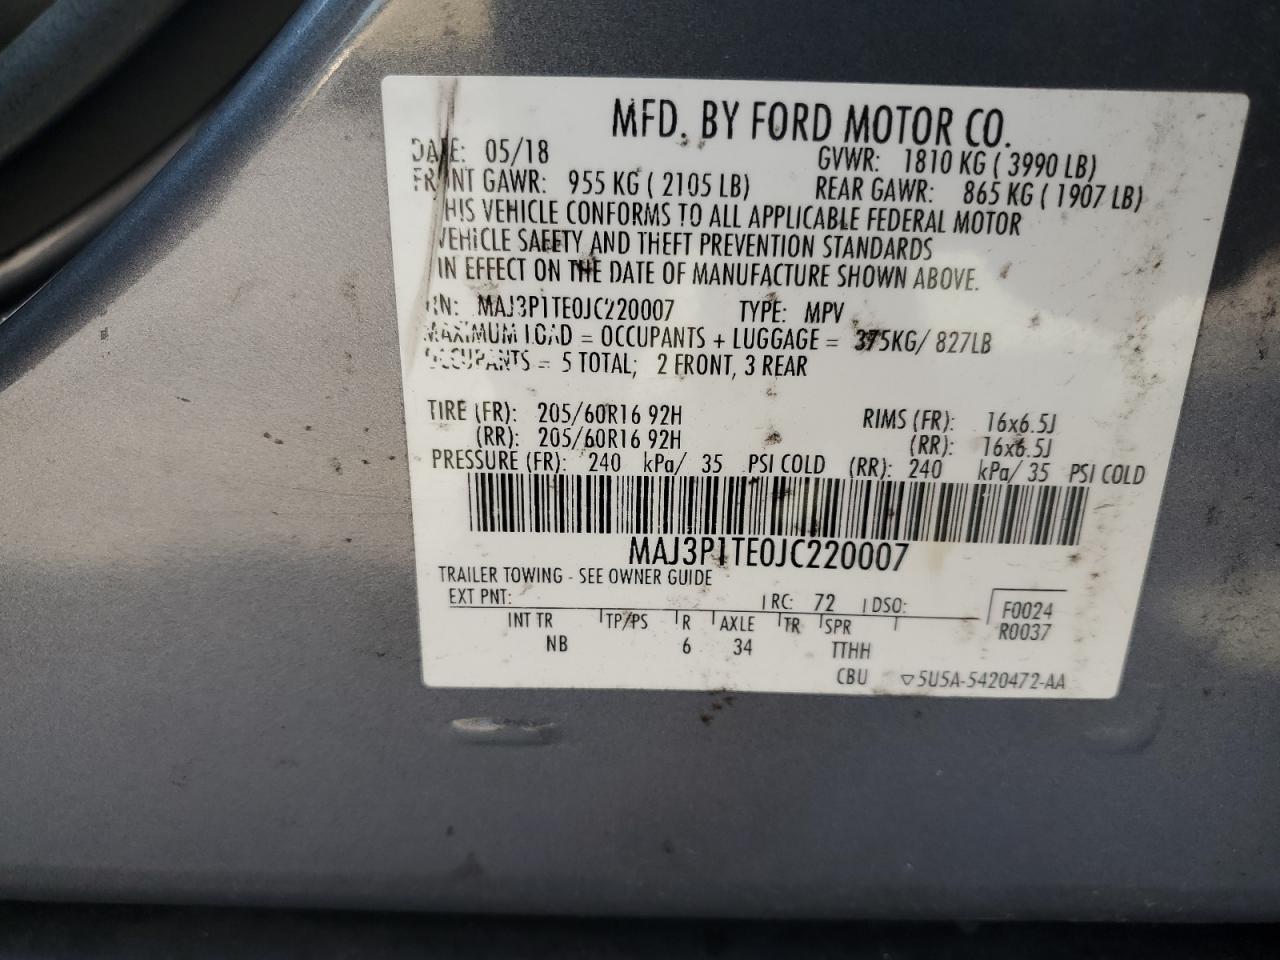 MFD. BY FORD MOTOR CO.
DATE: 05/18 GVWR: 1810 KG ( 3990 LB)
FRONT GAWR: 955 KG ( 2105 LB) REAR GAWR: 865 KG ( 1907 LB)
THIS VEHICLE CONFORMS TO ALL APPLICABLE FEDERAL MOTOR
VEHICLE SAFETY AND THEFT PREVENTION STANDARDS
IN EFFECT ON THE DATE OF MANUFACTURE SHOWN ABOVE.
VIN: MAJ3P1TE0JC220007 TYPE: MPV
MAXIMUM LOAD = OCCUPANTS + LUGGAGE = 375KG/ 827LB
OCCUPANTS = 5 TOTAL; 2 FRONT, 3 REAR
TIRE (FR): 205/60R16 92H RIMS (FR): 16x6.5J
(RR): 205/60R16 92H (RR): 16x6.5J
PRESSURE (FR): 240 kPa/ 35 PSI COLD (RR): 240 kPa/ 35 PSI COLD
MAJ3P1TE0JC220007
TRAILER TOWING - SEE OWNER GUIDE
EXT PNT: RC: 72 DSO: F0024
INT TR TP/PS R AXLE TR SPR R0037
NB 6 34 TTHH
CBU ▽5U5A-5420472-AA